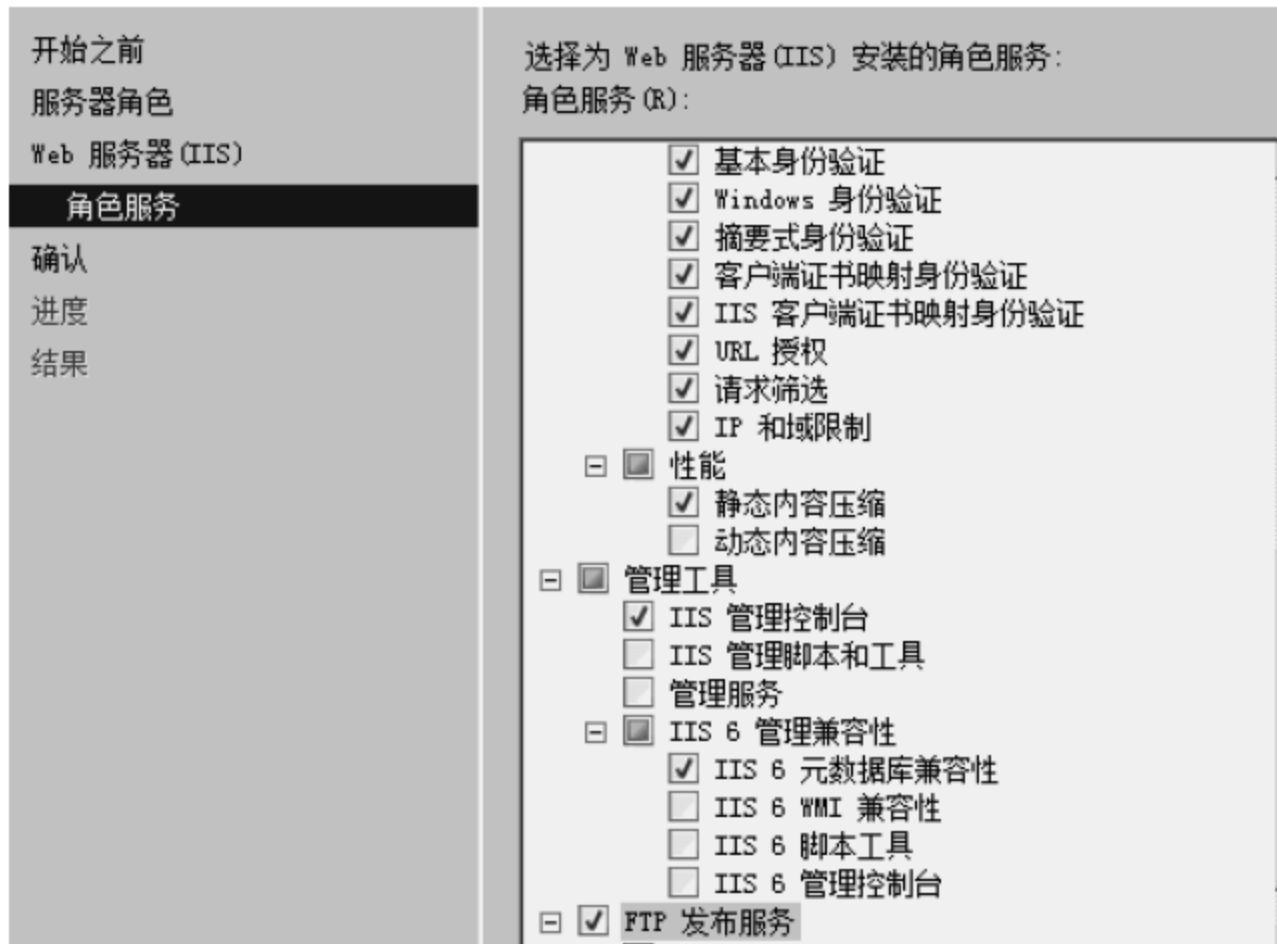 开始之前
服务器角色
Web 服务器(IIS)
角色服务
确认
进度
结果
选择为 Web 服务器(IIS) 安装的角色服务:
角色服务(R):
基本身份验证
Windows 身份验证
摘要式身份验证
客户端证书映射身份验证
IIS 客户端证书映射身份验证
URL 授权
请求筛选
IP 和域限制
性能
静态内容压缩
动态内容压缩
管理工具
IIS 管理控制台
IIS 管理脚本和工具
管理服务
IIS 6 管理兼容性
IIS 6 元数据库兼容性
IIS 6 WMI 兼容性
IIS 6 脚本工具
IIS 6 管理控制台
FTP 发布服务